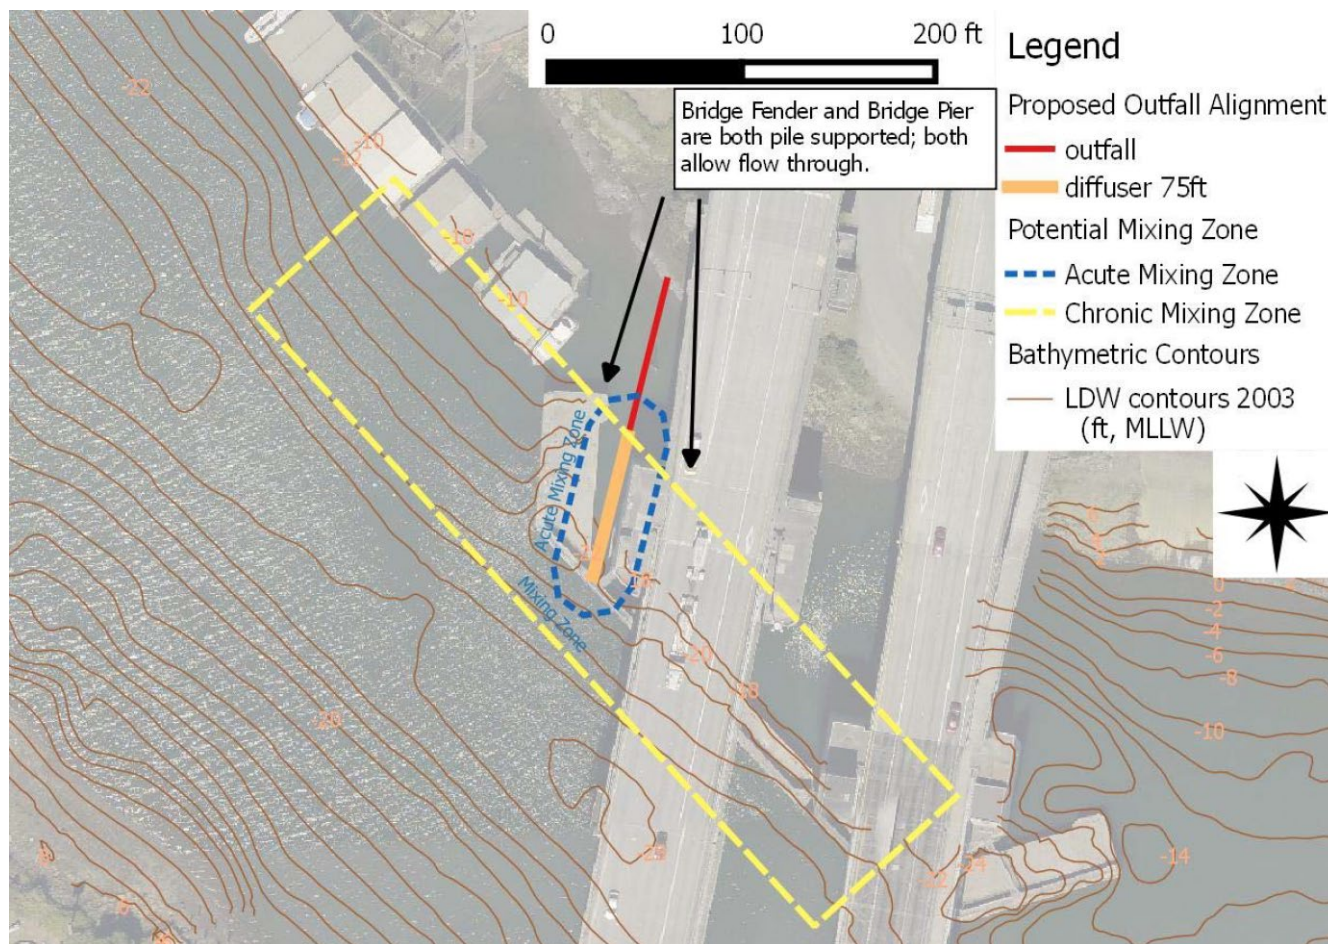 0 100 200 ft
Bridge Fender and Bridge Pier
are both pile supported; both
allow flow through.
Legend
Proposed Outfall Alignment
outfall
diffuser 75ft
Potential Mixing Zone
Acute Mixing Zone
Chronic Mixing Zone
Bathymetric Contours
LDW contours 2003
(ft, MLLW)
-22
-10
-12
-10
-10
Acute Mixing Zone
Mixing Zone
-20
-18
-20
-20
0
-2
-4
-6
-8
-10
-14
-24
-22